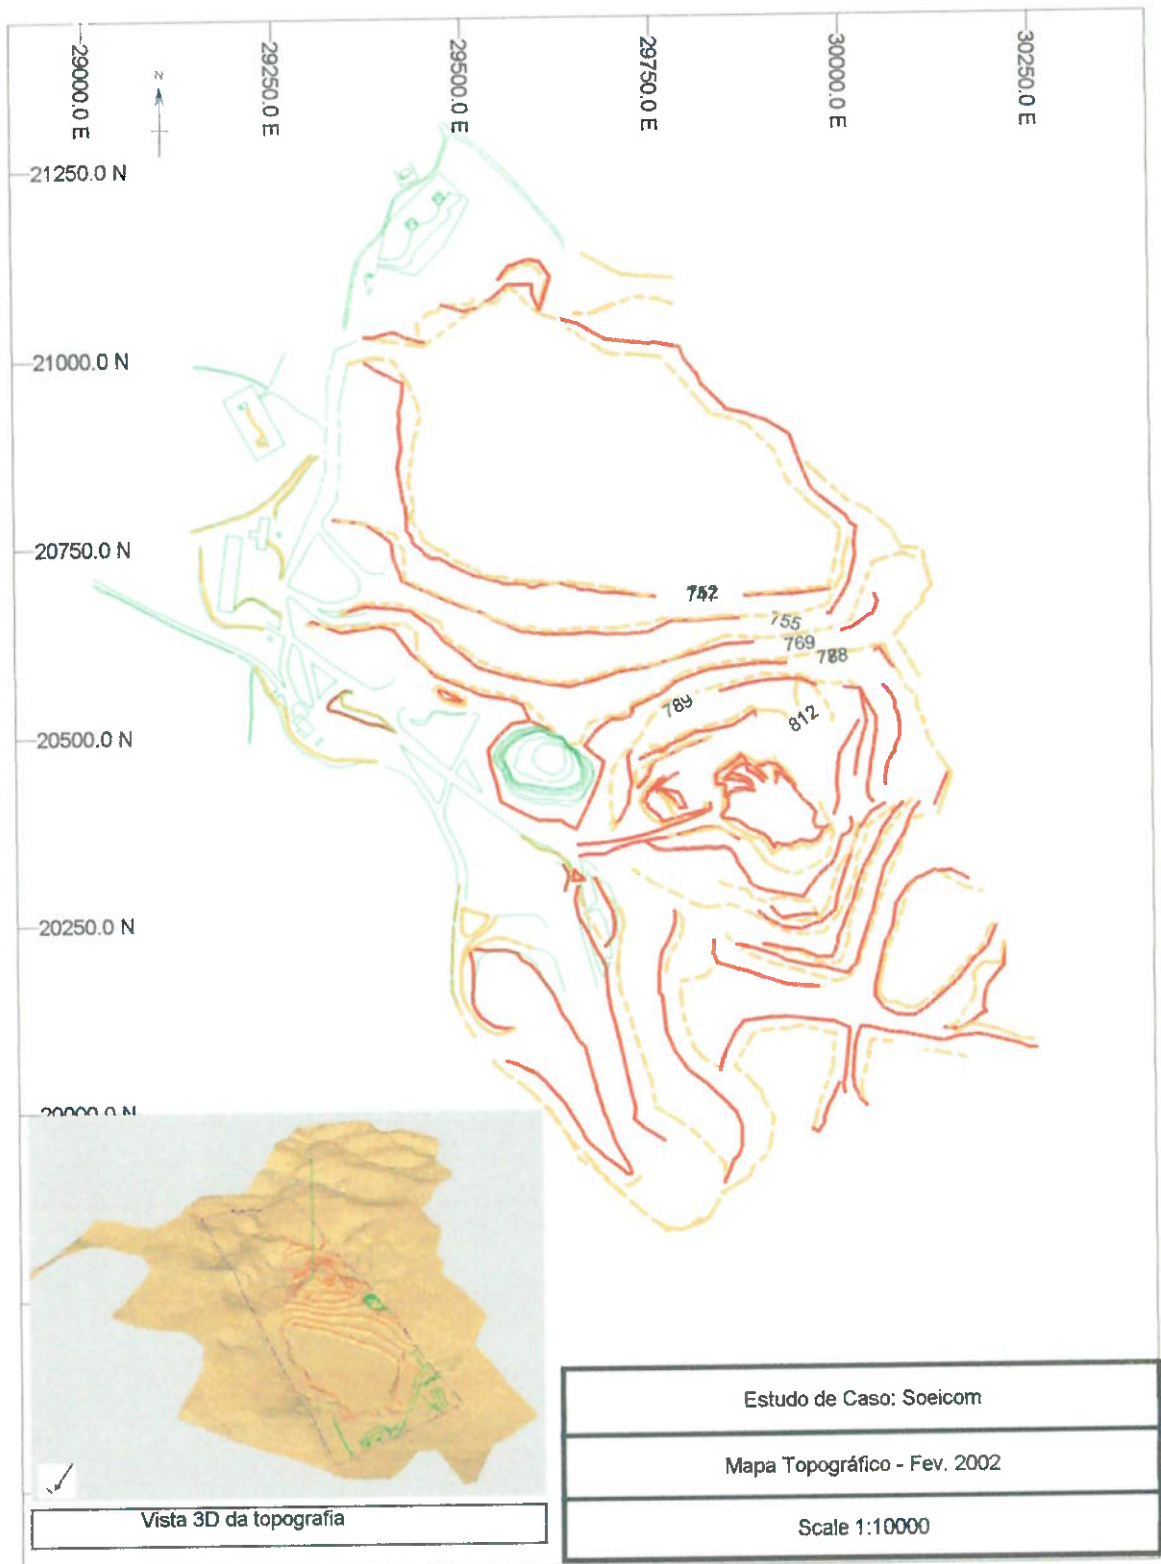 29000.0 E
29250.0 E
29500.0 E
29750.0 E
30000.0 E
30250.0 E
z
21250.0 N
21000.0 N
20750.0 N
755
769
789
812
20500.0 N
20250.0 N
20000.0 N
Vista 3D da topografia
Estudo de Caso: Soeicom
Mapa Topográfico - Fev. 2002
Scale 1:10000